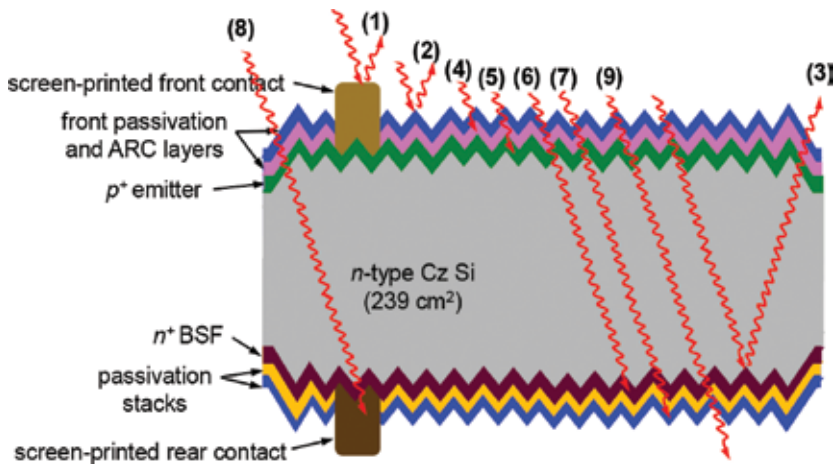 (8)
(1)
(2)
(4)
(5)
(6)
(7)
(9)
(3)
screen-printed front contact
front passivation
and ARC layers
p+ emitter
n-type Cz Si
(239 cm²)
n+ BSF
passivation
stacks
screen-printed rear contact